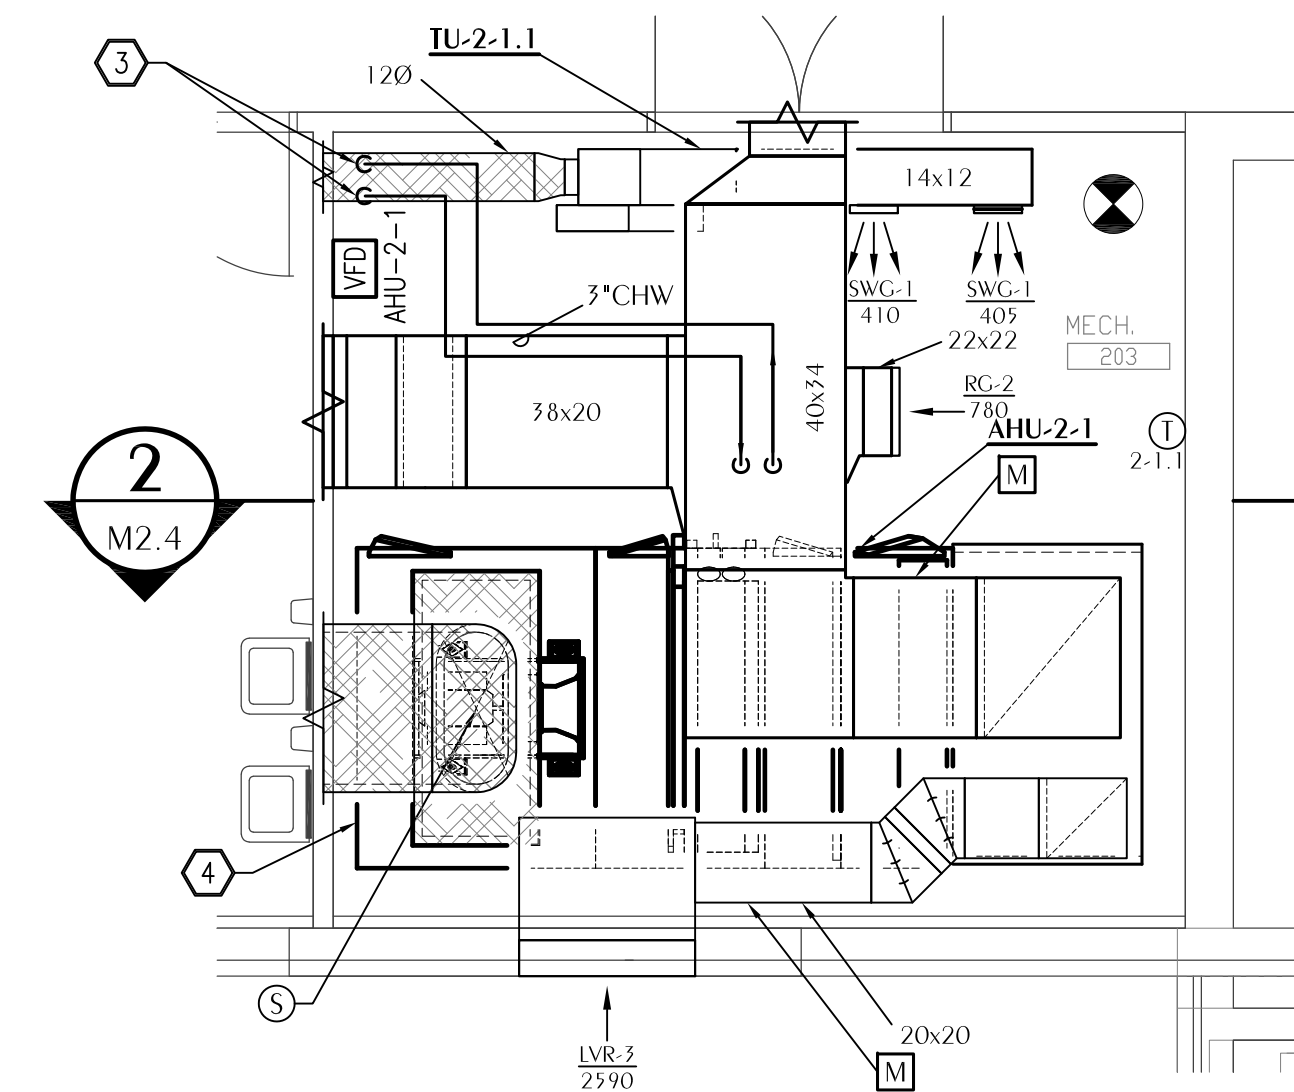 3
TU-2-1.1
12Ø
14x12
VFD
AHU-2-1
3"CHW
SWG-1
410
SWG-1
405
MECH.
203
22x22
38x20
40x34
RG-2
780
AHU-2-1
T
2-1.1
M
2
M2.4
4
S
20x20
LVR-3
2590
M